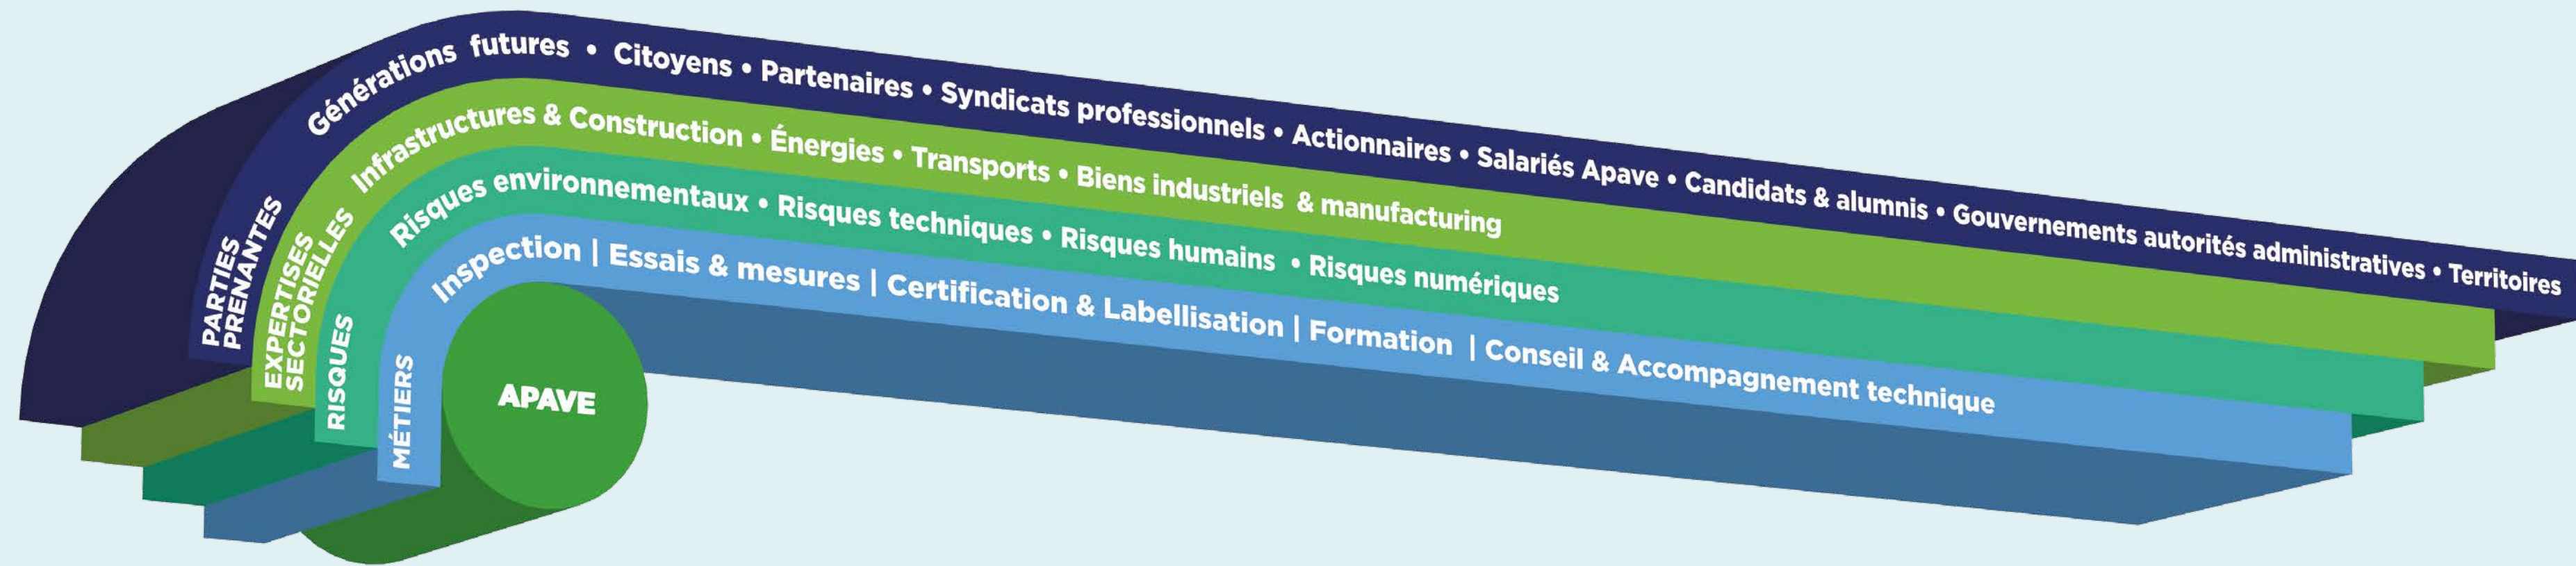 PARTIES
PRENANTES
Générations futures • Citoyens • Partenaires • Syndicats professionnels • Actionnaires • Salariés Apave • Candidats & alumnis • Gouvernements autorités administratives • Territoires
EXPERTISES
SECTORIELLES
Infrastructures & Construction • Énergies • Transports • Biens industriels & manufacturing
RISQUES
Risques environnementaux • Risques techniques • Risques humains • Risques numériques
MÉTIERS
Inspection | Essais & mesures | Certification & Labellisation | Formation | Conseil & Accompagnement technique
APAVE